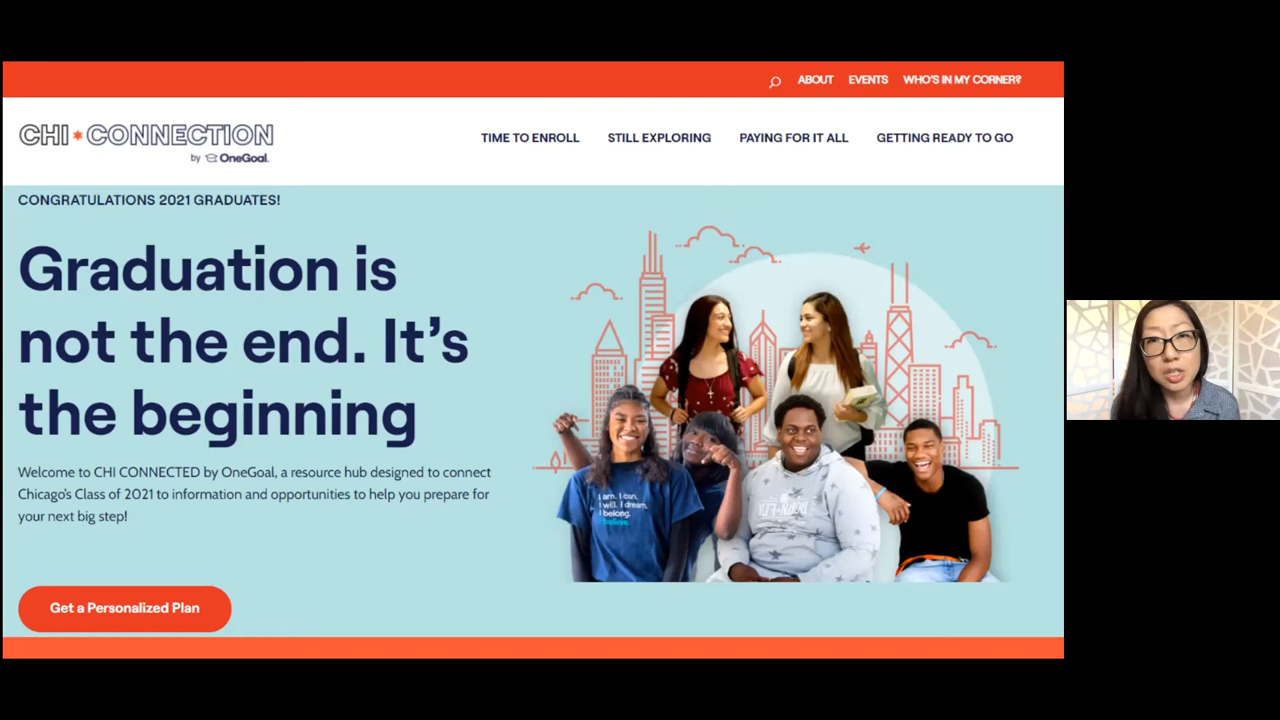 ABOUT EVENTS WHO'S IN MY CORNER?
CHI CONNECTION
by OneGoal.
TIME TO ENROLL STILL EXPLORING PAYING FOR IT ALL GETTING READY TO GO
CONGRATULATIONS 2021 GRADUATES!
Graduation is
not the end. It's
the beginning
Welcome to CHI CONNECTED by OneGoal, a resource hub designed to connect
Chicago's Class of 2021 to information and opportunities to help you prepare for
your next big step!
I am. I can.
I will. I dream.
I belong.
I believe.
Get a Personalized Plan